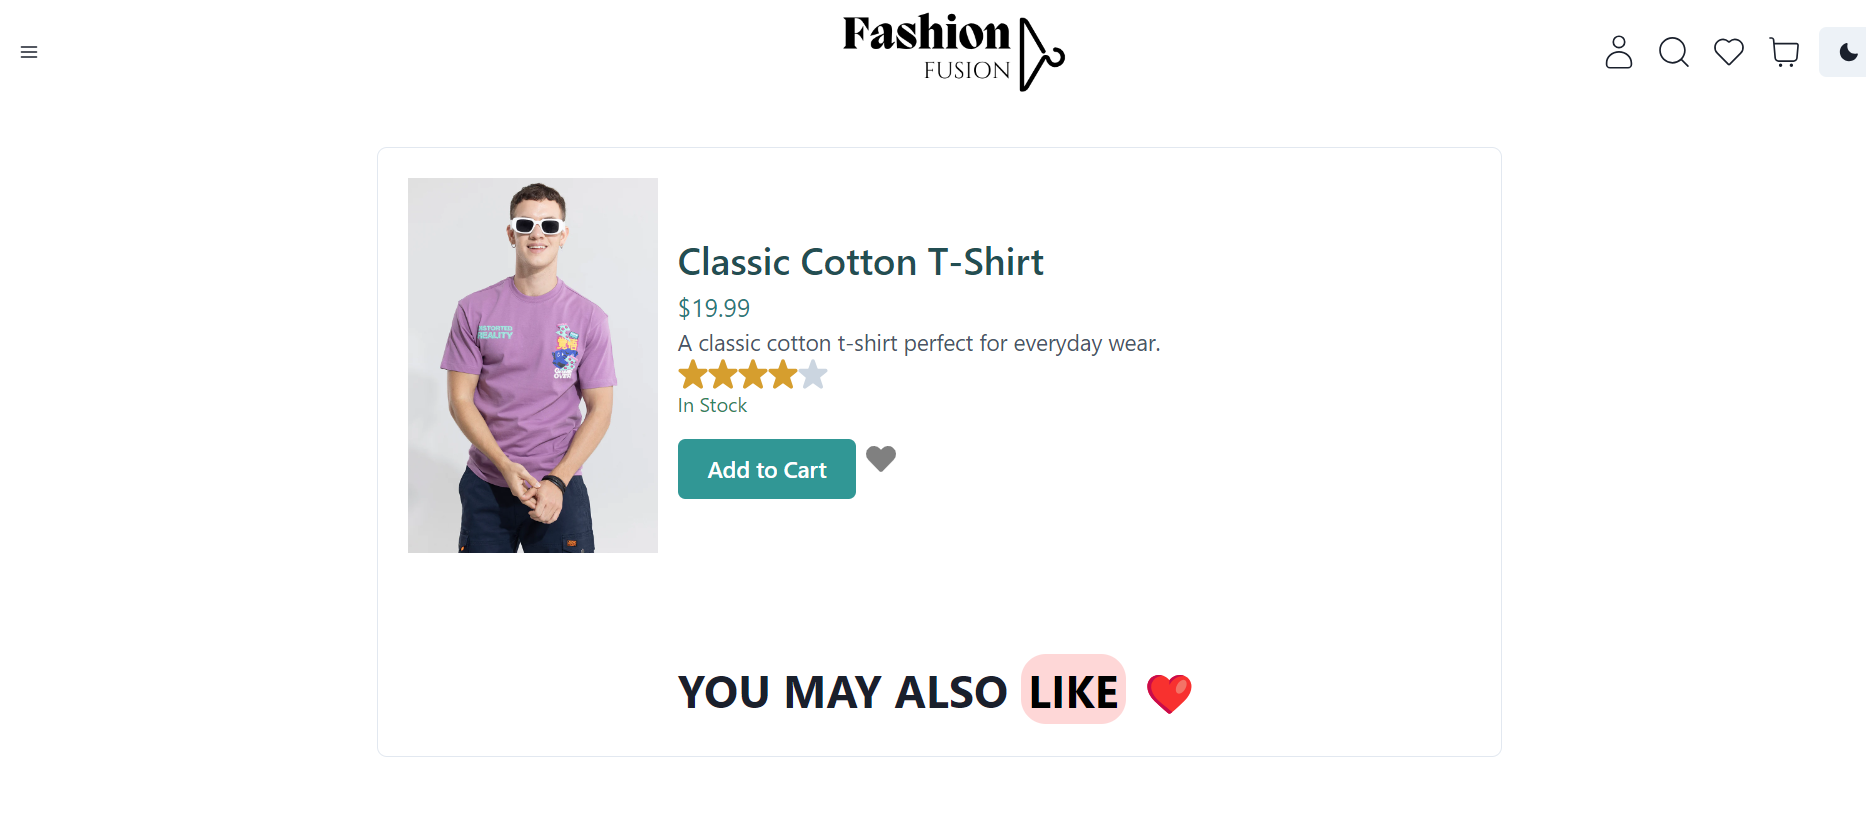 Fashion
FUSION
Classic Cotton T-Shirt
$19.99
A classic cotton t-shirt perfect for everyday wear.
In Stock
Add to Cart
REALITY
YOU MAY ALSO LIKE